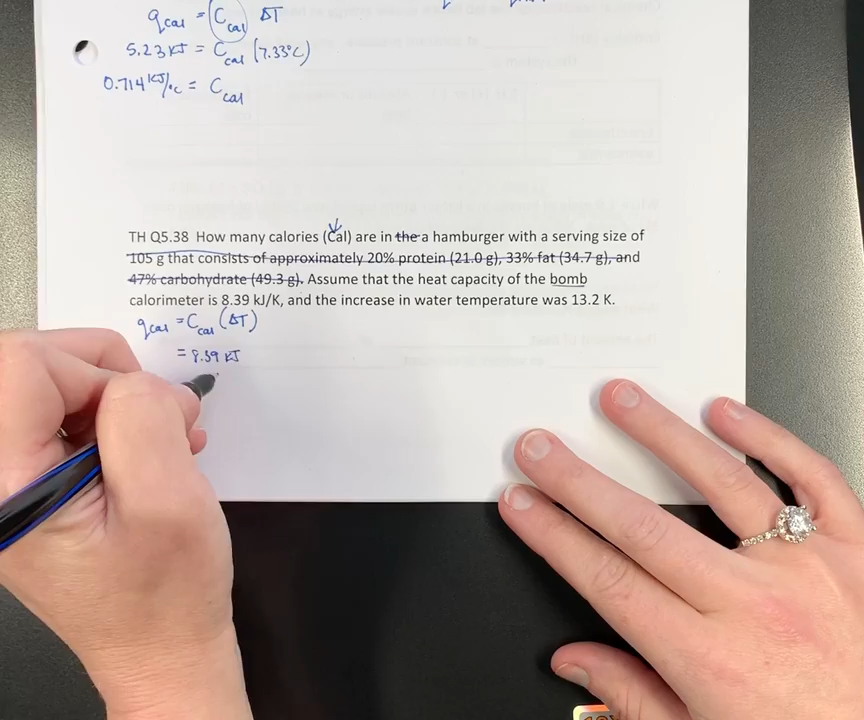 qcal = Ccal ΔT
5.23 kJ = Ccal (7.33°C)
0.714 kJ/°C = Ccal
TH Q5.38 How many calories (Cal) are in the a hamburger with a serving size of
105 g that consists of approximately 20% protein (21.0 g), 33% fat (34.7 g), and
47% carbohydrate (49.3 g). Assume that the heat capacity of the bomb
calorimeter is 8.39 kJ/K, and the increase in water temperature was 13.2 K.
qcal = Ccal (ΔT)
= 8.39 kJ